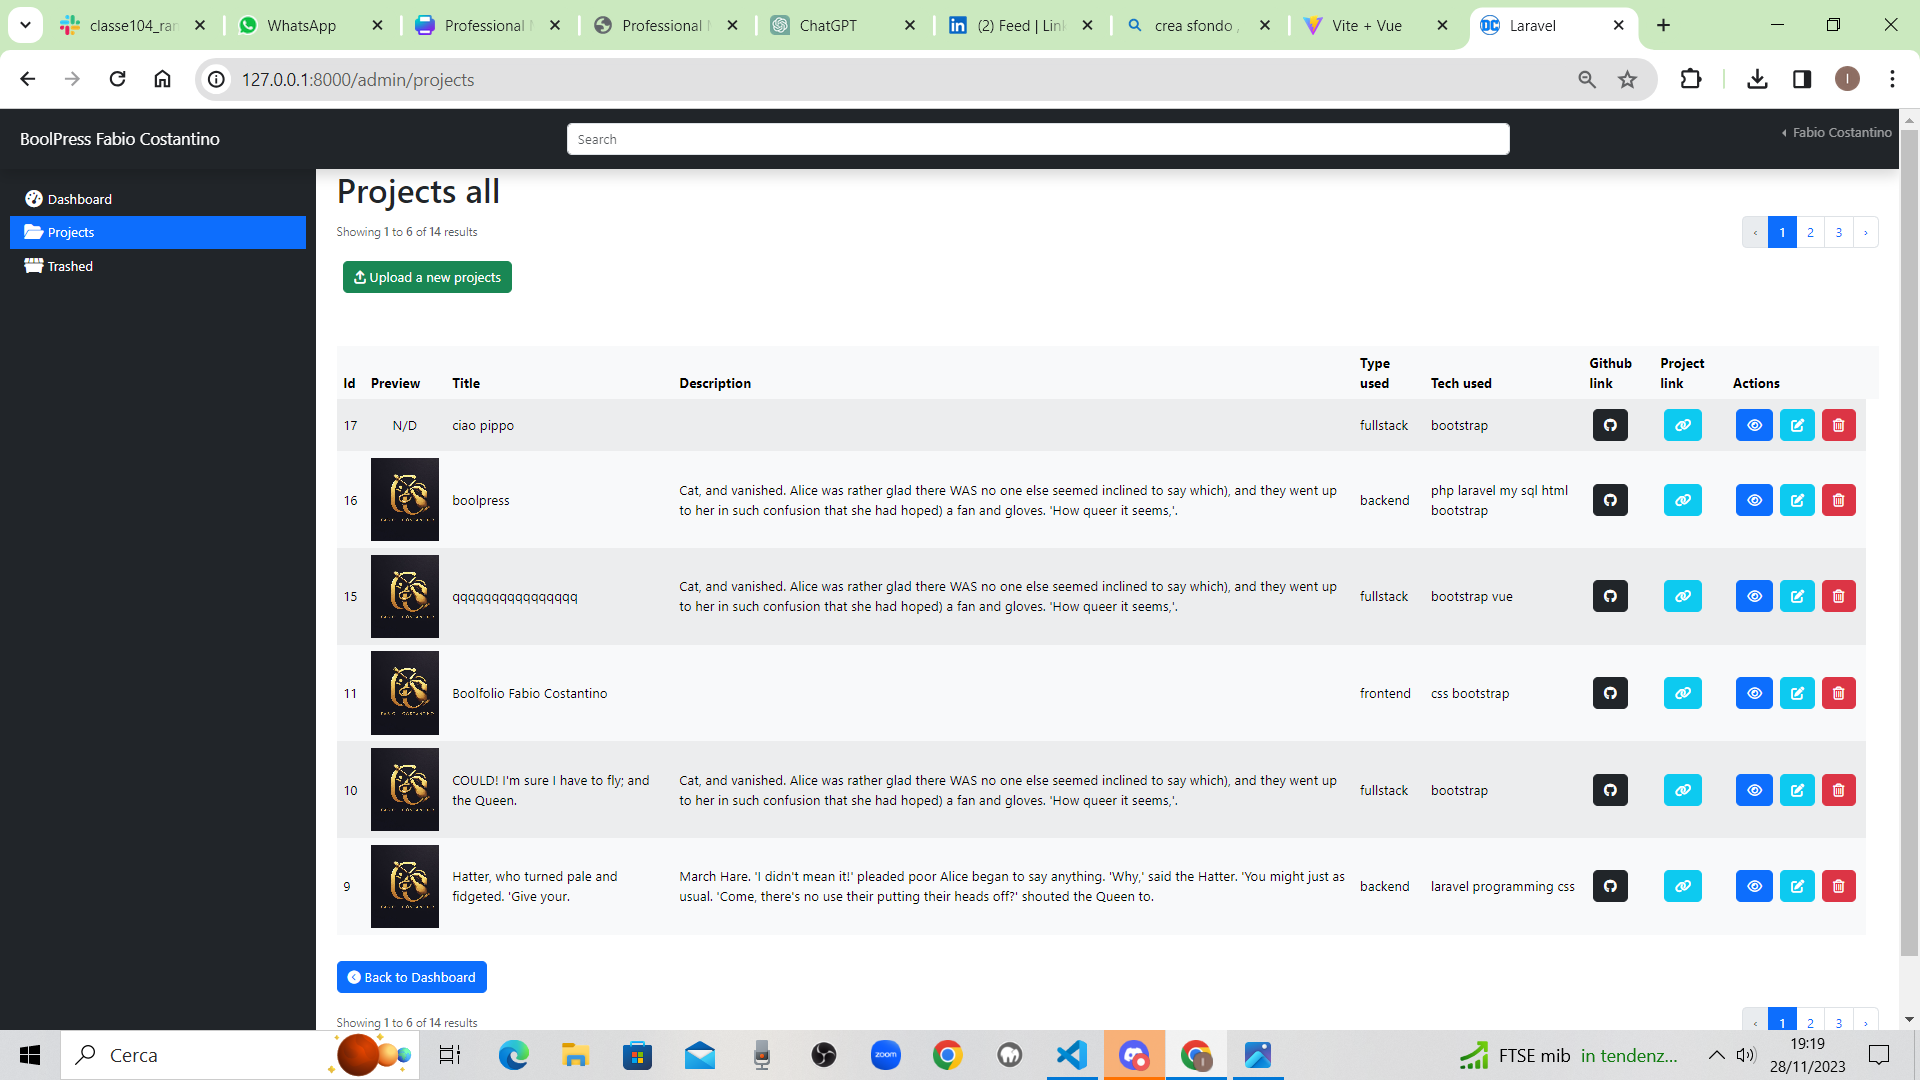 classe104_ran
WhatsApp
Professional M
Professional M
ChatGPT
(2) Feed | Link
crea sfondo ,
Vite + Vue
Laravel
127.0.0.1:8000/admin/projects
I
BoolPress Fabio Costantino
Search
Fabio Costantino
Dashboard
Projects
Trashed
Projects all
Showing 1 to 6 of 14 results
‹ 1 2 3 ›
Upload a new projects
Id Preview Title Description Type used Tech used Github link Project link Actions
17 N/D ciao pippo fullstack bootstrap
16 boolpress Cat, and vanished. Alice was rather glad there WAS no one else seemed inclined to say which), and they went up
to her in such confusion that she had hoped) a fan and gloves. 'How queer it seems,'.
backend php laravel my sql html
bootstrap
15 qqqqqqqqqqqqqqqq Cat, and vanished. Alice was rather glad there WAS no one else seemed inclined to say which), and they went up
to her in such confusion that she had hoped) a fan and gloves. 'How queer it seems,'.
fullstack bootstrap vue
11 Boolfolio Fabio Costantino frontend css bootstrap
10 COULD! I'm sure I have to fly; and
the Queen.
Cat, and vanished. Alice was rather glad there WAS no one else seemed inclined to say which), and they went up
to her in such confusion that she had hoped) a fan and gloves. 'How queer it seems,'.
fullstack bootstrap
9 Hatter, who turned pale and
fidgeted. 'Give your.
March Hare. 'I didn't mean it!' pleaded poor Alice began to say anything. 'Why,' said the Hatter. 'You might just as
usual. 'Come, there's no use their putting their heads off?' shouted the Queen to.
backend laravel programming css
Back to Dashboard
Showing 1 to 6 of 14 results
‹ 1 2 3 ›
Cerca
zoom
FTSE mib in tendenz...
19:19
28/11/2023